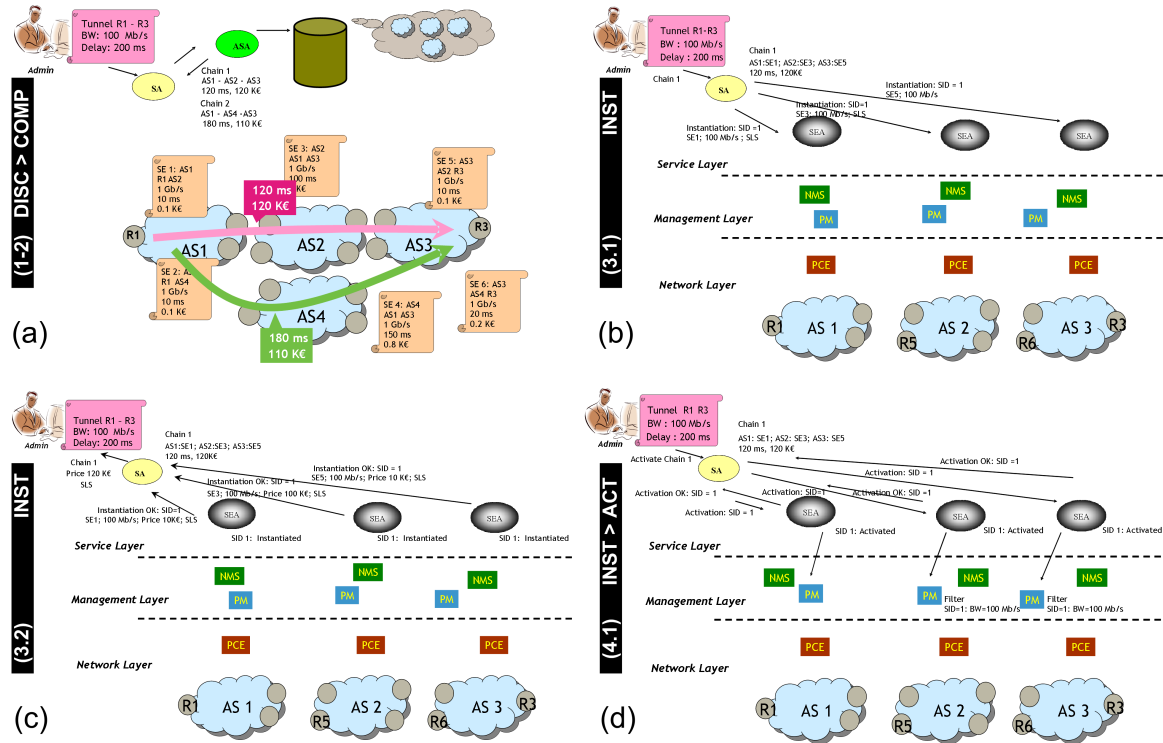 (1-2) DISC > COMP
Tunnel R1 - R3
BW: 100 Mb/s
Delay: 200 ms
Admin
SA
ASA
Chain 1
AS1 - AS2 - AS3
120 ms, 120 K€
Chain 2
AS1 - AS4 -AS3
180 ms, 110 K€
SE 1: AS1
R1 AS2
1 Gb/s
10 ms
0.1 K€
SE 3: AS2
AS1 AS3
1 Gb/s
100 ms
K€
SE 5: AS3
AS2 R3
1 Gb/s
10 ms
0.1 K€
120 ms
120 K€
R1
AS1
AS2
AS3
R3
SE 2: AS
R1 AS4
1 Gb/s
10 ms
0.1 K€
AS4
SE 4: AS4
AS1 AS3
1 Gb/s
150 ms
0.8 K€
SE 6: AS3
AS4 R3
1 Gb/s
20 ms
0.2 K€
180 ms
110 K€
(a)
(3.1) INST
Tunnel R1-R3
BW : 100 Mb/s
Delay : 200 ms
Admin
Chain 1
SA
Chain 1
AS1:SE1; AS2:SE3; AS3:SE5
120 ms, 120K€
Instantiation: SID = 1
SE5; 100 Mb/s
Instantiation: SID=1
SE3; 100 Mb/s; SLS
Instantiation: SID =1
SE1; 100 Mb/s ; SLS
SEA
SEA
SEA
Service Layer
NMS
NMS
NMS
PM
PM
PM
Management Layer
PCE
PCE
PCE
Network Layer
R1
AS 1
R5
AS 2
R6
AS 3
R3
(b)
(3.2) INST
Tunnel R1 - R3
BW: 100 Mb/s
Delay: 200 ms
Admin
Chain 1
Price 120 K€
SLS
SA
Chain 1
AS1:SE1; AS2:SE3; AS3:SE5
120 ms, 120K€
Instantiation OK: SID = 1
SE5; 100 Mb/s; Price 10 K€; SLS
Instantiation OK: SID = 1
SE3; 100 Mb/s; Price 100 K€; SLS
Instantiation OK: SID=1
SE1; 100 Mb/s; Price 10K€; SLS
SEA
SEA
SEA
SID 1: Instantiated
SID 1: Instantiated
SID 1: Instantiated
Service Layer
NMS
NMS
NMS
PM
PM
PM
Management Layer
PCE
PCE
PCE
Network Layer
R1
AS 1
R5
AS 2
R6
AS 3
R3
(c)
(4.1) INST > ACT
Tunnel R1 R3
BW : 100 Mb/s
Delay : 200 ms
Admin
Activate Chain 1
SA
Chain 1
AS1: SE1; AS2: SE3; AS3: SE5
120 ms, 120 K€
Activation OK: SID =1
Activation: SID = 1
Activation OK: SID = 1
Activation: SID=1
Activation OK: SID =1
Activation: SID = 1
SEA
SEA
SEA
SID 1: Activated
SID 1: Activated
SID 1: Activated
Service Layer
NMS
NMS
NMS
PM
PM
PM
Filter
SID=1: BW=100 Mb/s
Filter
SID=1: BW=100 Mb/s
Management Layer
PCE
PCE
PCE
Network Layer
R1
AS 1
R5
AS 2
R6
AS 3
R3
(d)